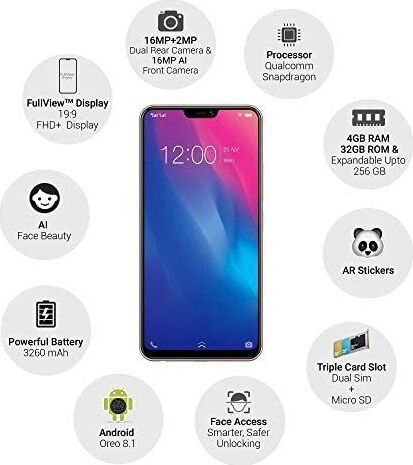 16MP+2MP
Dual Rear Camera &
16MP AI
Front Camera
Processor
Qualcomm
Snapdragon
FullView™ Display
19:9
FHD+ Display
4GB RAM
32GB ROM &
Expandable Upto
256 GB
12:00
25 Apr
AI
Face Beauty
AR Stickers
Powerful Battery
3260 mAh
Triple Card Slot
Dual Sim
+
Micro SD
Android
Oreo 8.1
Face Access
Smarter, Safer
Unlocking